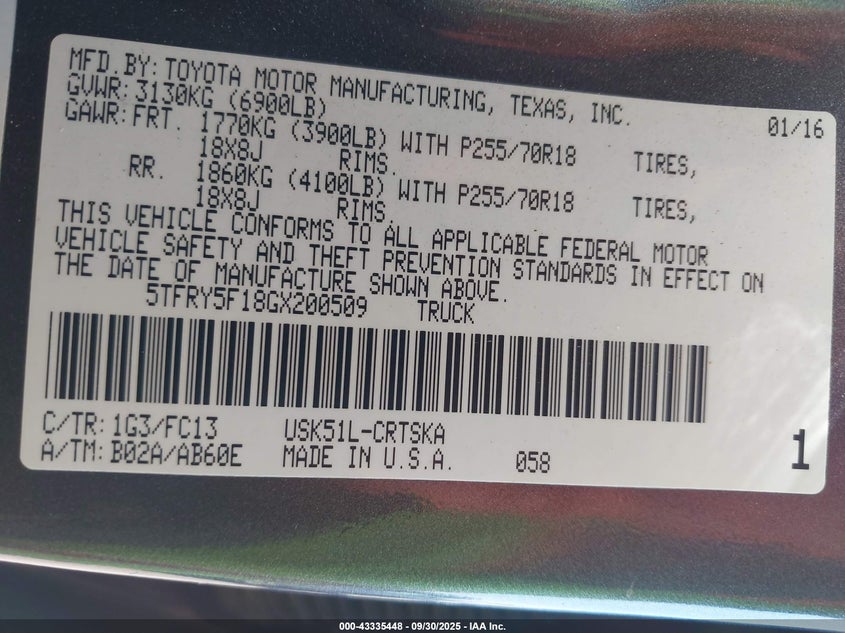 MFD. BY: TOYOTA MOTOR MANUFACTURING, TEXAS, INC. 01/16
GVWR: 3130KG (6900LB)
GAWR: FRT. 1770KG (3900LB) WITH P255/70R18 TIRES,
18X8J RIMS.
RR. 1860KG (4100LB) WITH P255/70R18 TIRES,
18X8J RIMS.
THIS VEHICLE CONFORMS TO ALL APPLICABLE FEDERAL MOTOR
VEHICLE SAFETY AND THEFT PREVENTION STANDARDS IN EFFECT ON
THE DATE OF MANUFACTURE SHOWN ABOVE.
5TFRY5F18GX200509 TRUCK
C/TR: 1G3/FC13 USK51L-CRTSKA
A/TM: B02A/AB60E MADE IN U.S.A. 058 1
000-43335448 - 09/30/2025 - IAA Inc.